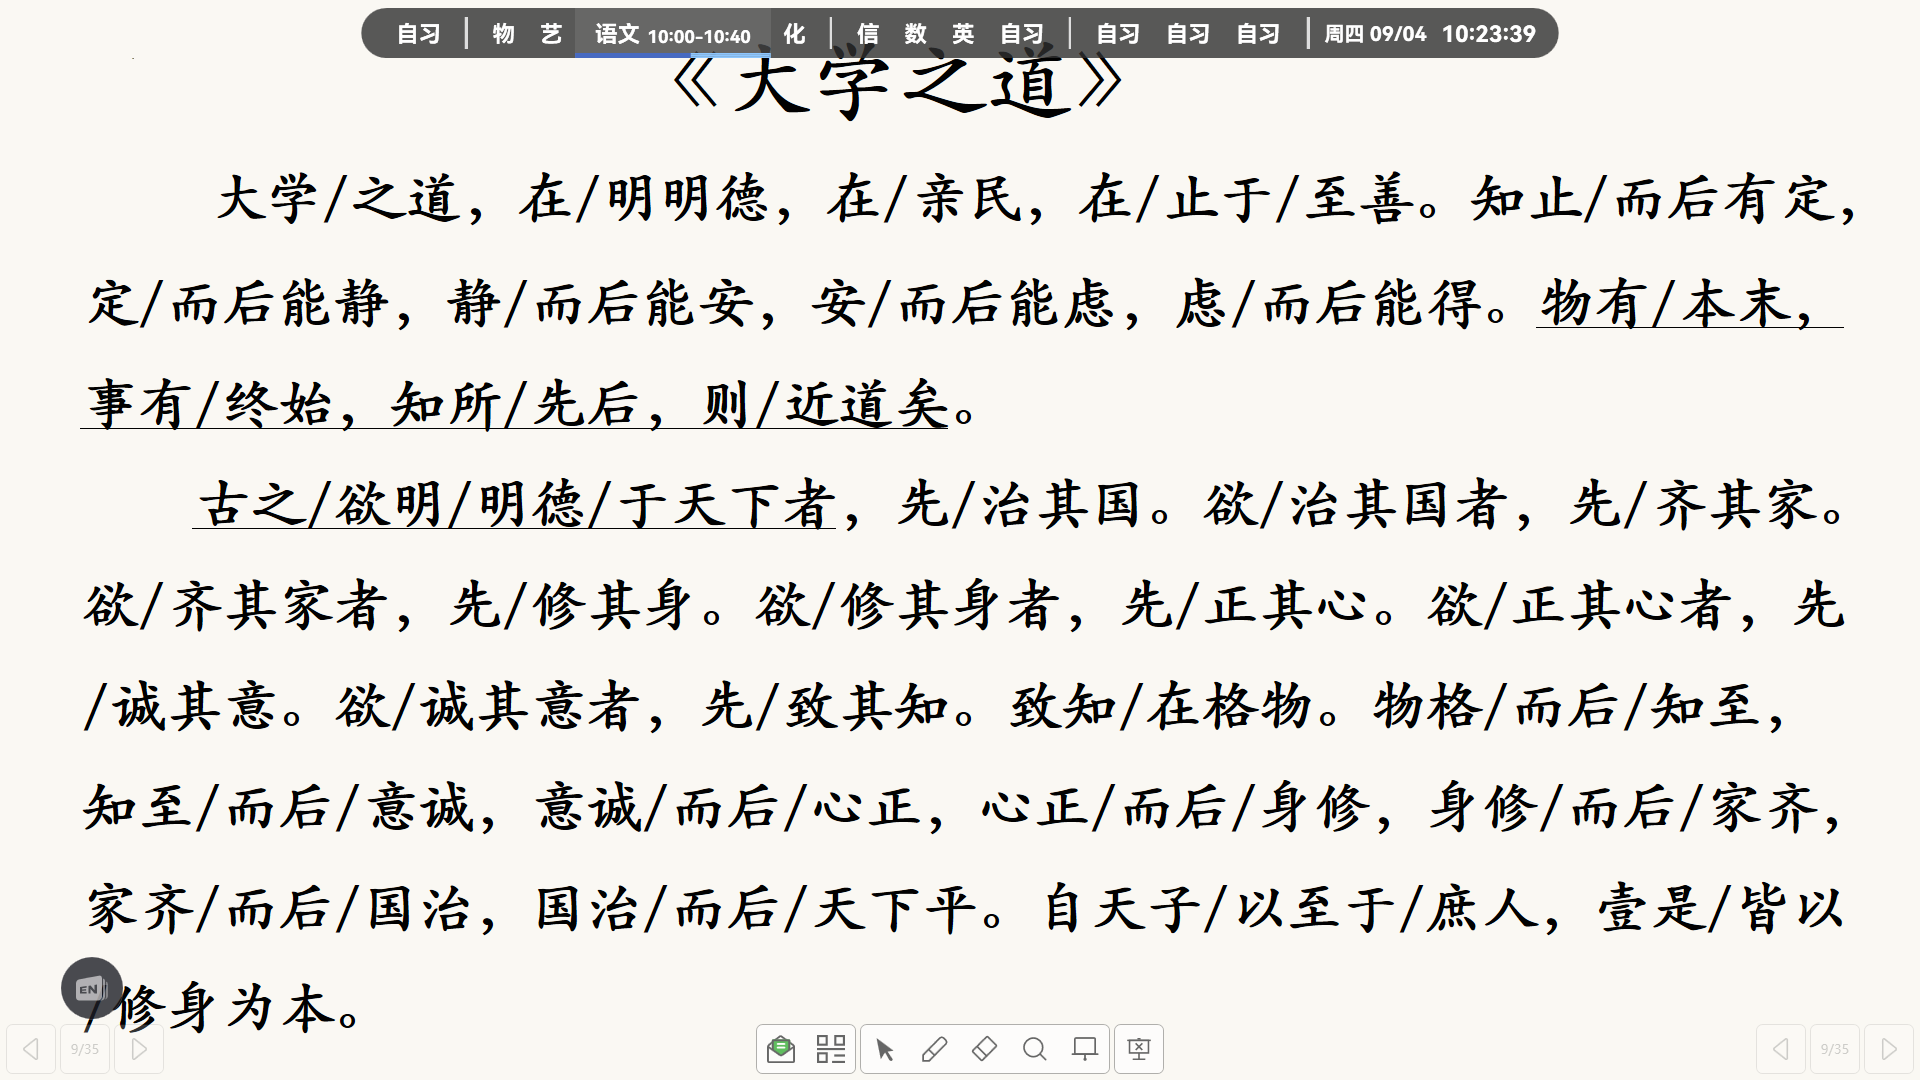 自习 | 物 艺 语文 10:00-10:40 化 | 信 数 英 自习 | 自习 自习 自习 | 周四 09/04 10:23:39
《大学之道》
大学/之道，在/明明德，在/亲民，在/止于/至善。知止/而后有定，
定/而后能静，静/而后能安，安/而后能虑，虑/而后能得。物有/本末，
事有/终始，知所/先后，则/近道矣。
古之/欲明/明德/于天下者，先/治其国。欲/治其国者，先/齐其家。
欲/齐其家者，先/修其身。欲/修其身者，先/正其心。欲/正其心者，先
/诚其意。欲/诚其意者，先/致其知。致知/在格物。物格/而后/知至，
知至/而后/意诚，意诚/而后/心正，心正/而后/身修，身修/而后/家齐，
家齐/而后/国治，国治/而后/天下平。自天子/以至于/庶人，壹是/皆以
/修身为本。
EN
9/35
9/35